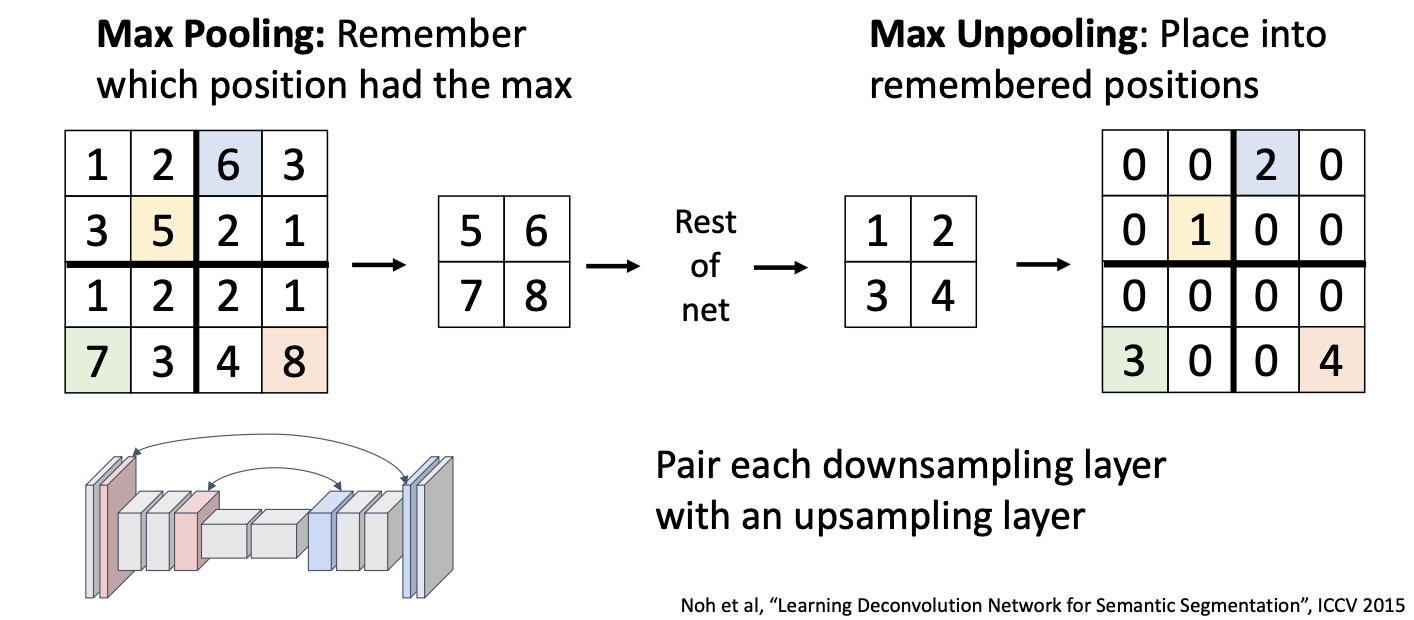 Max Pooling: Remember
which position had the max
Max Unpooling: Place into
remembered positions
1 2 6 3
3 5 2 1
1 2 2 1
7 3 4 8
5 6
7 8
Rest
of
net
1 2
3 4
0 0 2 0
0 1 0 0
0 0 0 0
3 0 0 4
Pair each downsampling layer
with an upsampling layer
Noh et al, “Learning Deconvolution Network for Semantic Segmentation”, ICCV 2015